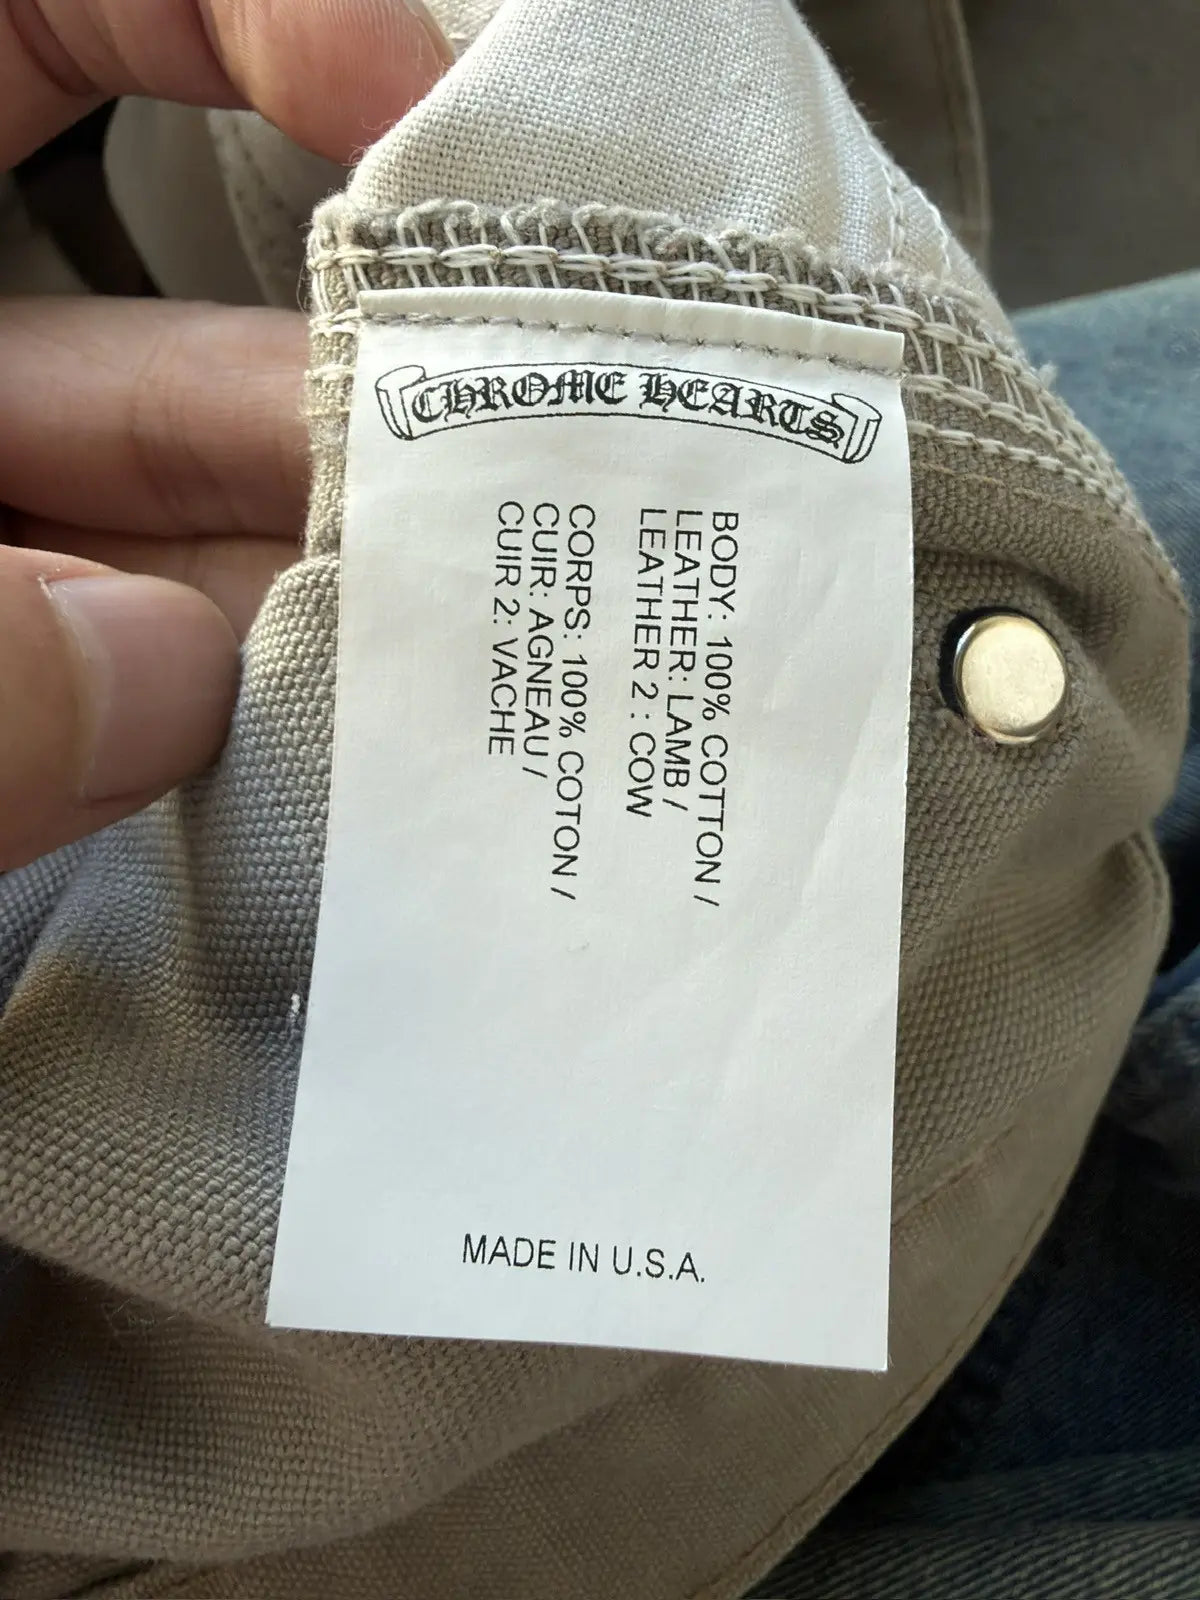 CHROME HEARTS
BODY: 100% COTTON /
LEATHER: LAMB /
LEATHER 2 : COW
CORPS: 100% COTON /
CUIR: AGNEAU /
CUIR 2: VACHE
MADE IN U.S.A.